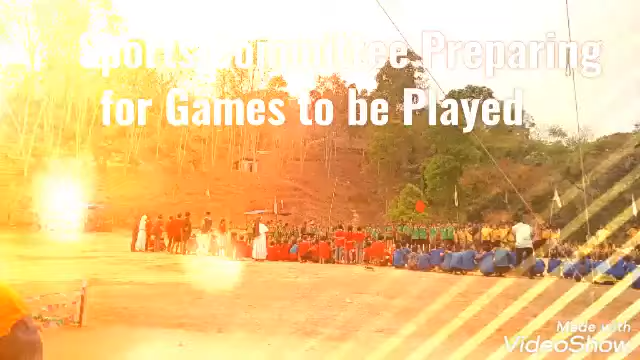 Sports Committee Preparing
for Games to be Played
Made with
VideoShow